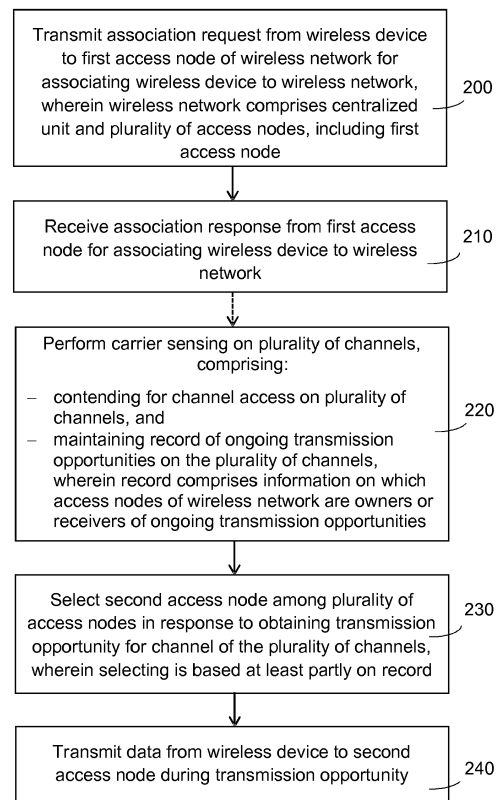 Transmit association request from wireless device
to first access node of wireless network for
associating wireless device to wireless network,
wherein wireless network comprises centralized
unit and plurality of access nodes, including first
access node
200
Receive association response from first access
node for associating wireless device to wireless
network
210
Perform carrier sensing on plurality of channels,
comprising:
– contending for channel access on plurality of
channels, and
– maintaining record of ongoing transmission
opportunities on the plurality of channels,
wherein record comprises information on which
access nodes of wireless network are owners or
receivers of ongoing transmission opportunities
220
Select second access node among plurality of
access nodes in response to obtaining transmission
opportunity for channel of the plurality of channels,
wherein selecting is based at least partly on record
230
Transmit data from wireless device to second
access node during transmission opportunity
240